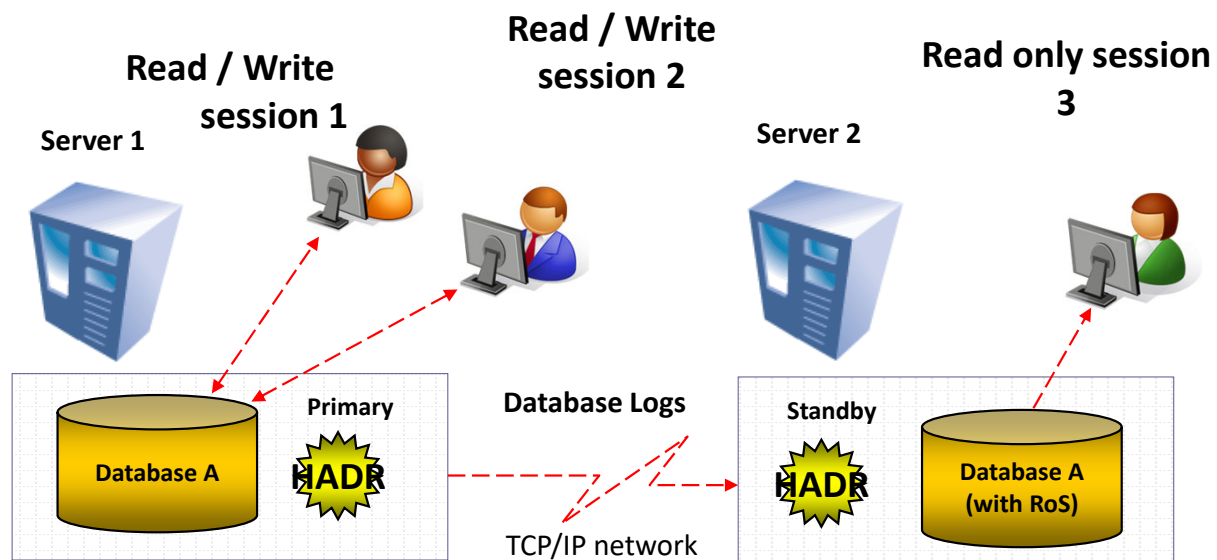 Read / Write
session 1
Read / Write
session 2
Read only session
3
Server 1
Server 2
Primary
Database A
HADR
Database Logs
TCP/IP network
Standby
HADR
Database A
(with RoS)